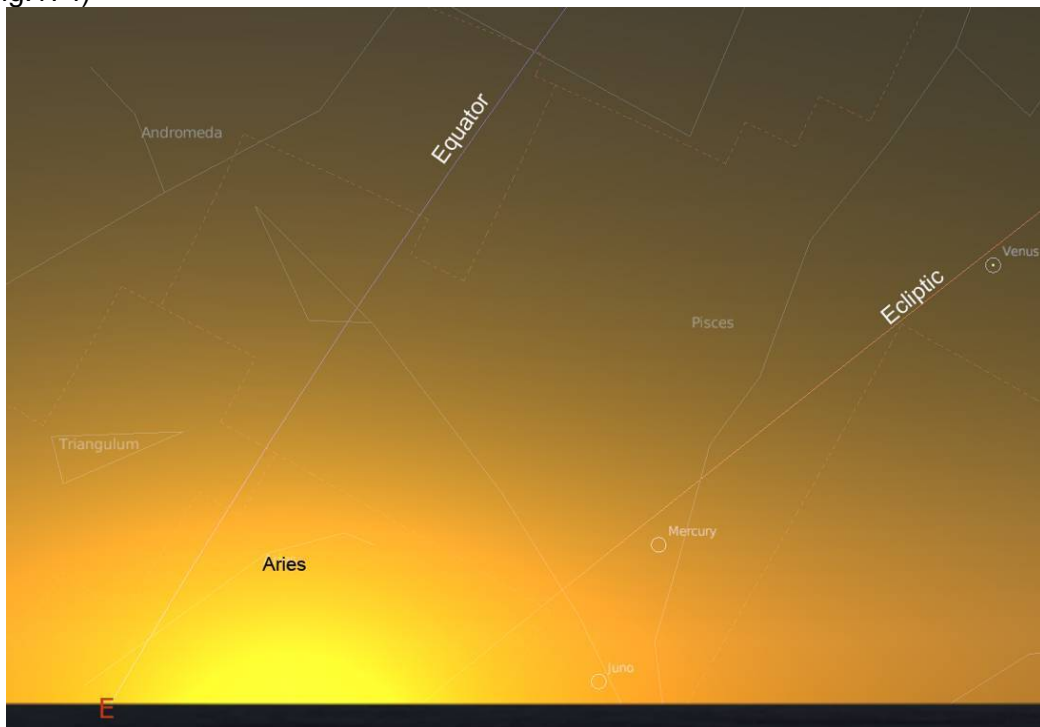 Andromeda
Equator
Venus
Ecliptic
Pisces
Triangulum
Mercury
Aries
Juno
E